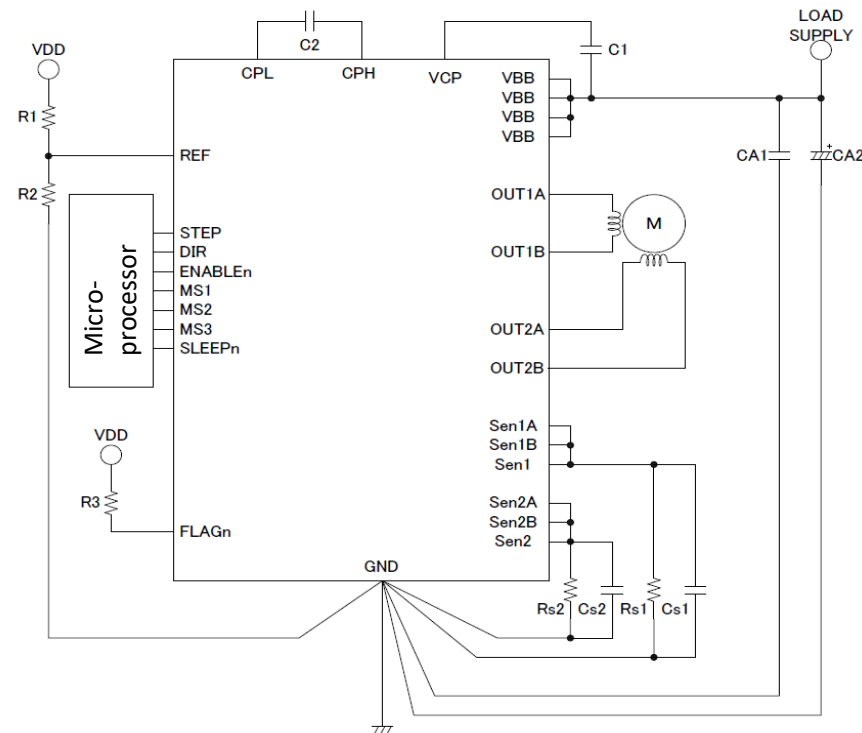 LOAD
SUPPLY
VDD
C2
C1
CPL
CPH
VCP
VBB
VBB
VBB
VBB
R1
REF
CA1
+
CA2
R2
OUT1A
M
OUT1B
Micro-
processor
STEP
DIR
ENABLEn
MS1
MS2
MS3
SLEEPn
OUT2A
OUT2B
VDD
Sen1A
Sen1B
Sen1
R3
Sen2A
Sen2B
Sen2
FLAGn
GND
Rs2
Cs2
Rs1
Cs1